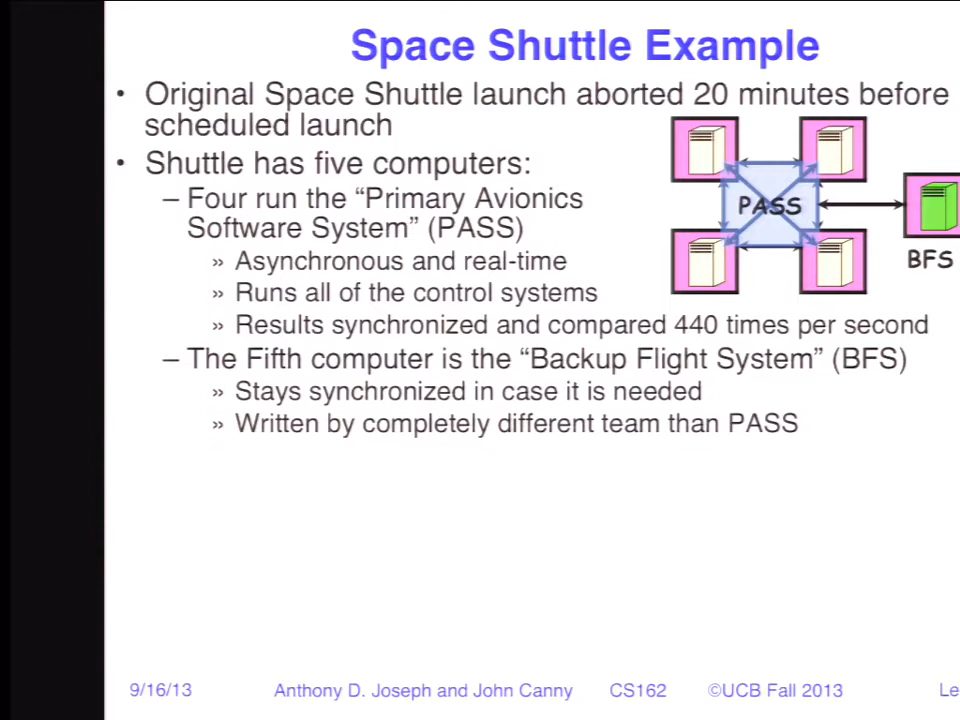 Space Shuttle Example
• Original Space Shuttle launch aborted 20 minutes before
scheduled launch
• Shuttle has five computers:
– Four run the “Primary Avionics
Software System” (PASS)
» Asynchronous and real-time
» Runs all of the control systems
» Results synchronized and compared 440 times per second
– The Fifth computer is the “Backup Flight System” (BFS)
» Stays synchronized in case it is needed
» Written by completely different team than PASS
PASS
BFS
9/16/13
Anthony D. Joseph and John Canny CS162 ©UCB Fall 2013